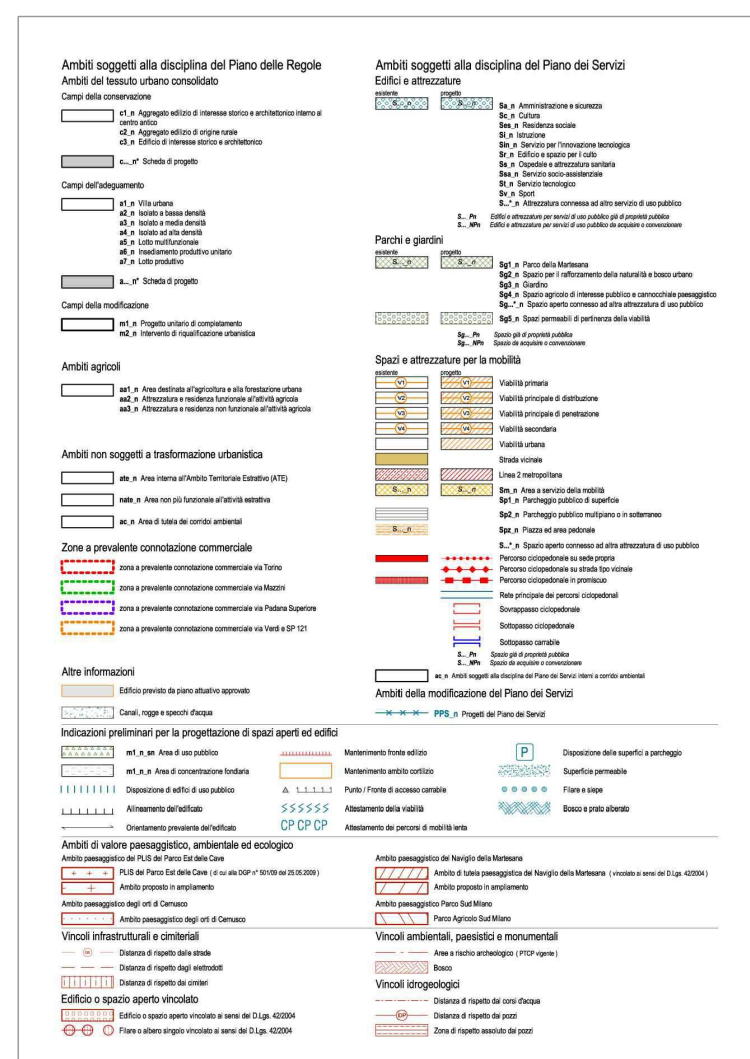 Ambiti soggetti alla disciplina del Piano delle Regole
Ambiti del tessuto urbano consolidato
Campi della conservazione
c1_n Aggregato edilizio di interesse storico e architettonico interno al
centro antico
c2_n Aggregato edilizio di origine rurale
c3_n Edificio di interesse storico e architettonico
c..._n* Scheda di progetto
Campi dell'adeguamento
a1_n Villa urbana
a2_n Isolato a bassa densità
a3_n Isolato a media densità
a4_n Isolato ad alta densità
a5_n Lotto multifunzionale
a6_n Insediamento produttivo unitario
a7_n Lotto produttivo
a..._n* Scheda di progetto
Campi della modificazione
m1_n Progetto unitario di completamento
m2_n Intervento di riqualificazione urbanistica
Ambiti agricoli
aa1_n Area destinata all'agricoltura e alla forestazione urbana
aa2_n Attrezzatura e residenza funzionale all'attività agricola
aa3_n Attrezzatura e residenza non funzionale all'attività agricola
Ambiti non soggetti a trasformazione urbanistica
ate_n Area interna all'Ambito Territoriale Estrattivo (ATE)
nate_n Area non più funzionale all'attività estrattiva
ac_n Area di tutela dei corridoi ambientali
Zone a prevalente connotazione commerciale
zona a prevalente connotazione commerciale via Torino
zona a prevalente connotazione commerciale via Mazzini
zona a prevalente connotazione commerciale via Padana Superiore
zona a prevalente connotazione commerciale via Verdi e SP 121
Altre informazioni
Edificio previsto da piano attuativo approvato
Canali, rogge e specchi d'acqua
Ambiti soggetti alla disciplina del Piano dei Servizi
Edifici e attrezzature
esistente progetto
S..._n S..._n
Sa_n Amministrazione e sicurezza
Sc_n Cultura
Ses_n Residenza sociale
Si_n Istruzione
Sin_n Servizio per l'innovazione tecnologica
Sr_n Edificio e spazio per il culto
Ss_n Ospedale e attrezzatura sanitaria
Ssa_n Servizio socio-assistenziale
St_n Servizio tecnologico
Sv_n Sport
S...*_n Attrezzatura connessa ad altro servizio di uso pubblico
S..._Pn Edifici e attrezzature per servizi di uso pubblico già di proprietà pubblica
S..._NPn Edifici e attrezzature per servizi di uso pubblico da acquisire o convenzionare
Parchi e giardini
esistente progetto
S..._n S..._n
Sg1_n Parco della Martesana
Sg2_n Spazio per il rafforzamento della naturalità e bosco urbano
Sg3_n Giardino
Sg4_n Spazio agricolo di interesse pubblico e cannocchiale paesaggistico
Sg...*_n Spazio aperto connesso ad altra attrezzatura di uso pubblico
Sg5_n Spazi permeabili di pertinenza della viabilità
Sg..._Pn Spazio già di proprietà pubblica
Sg..._NPn Spazio da acquisire o convenzionare
Spazi e attrezzature per la mobilità
esistente progetto
V1 V1 Viabilità primaria
V2 V2 Viabilità principale di distribuzione
V3 V3 Viabilità principale di penetrazione
V4 V4 Viabilità secondaria
Viabilità urbana
Strada vicinale
Linea 2 metropolitana
S..._n S..._n Sm_n Area a servizio della mobilità
Sp1_n Parcheggio pubblico di superficie
Sp2_n Parcheggio pubblico multipiano o in sotterraneo
S..._n Spz_n Piazza ed area pedonale
S...*_n Spazio aperto connesso ad altra attrezzatura di uso pubblico
Percorso ciclopedonale su sede propria
Percorso ciclopedonale su strada tipo vicinale
Percorso ciclopedonale in promiscuo
Rete principale dei percorsi ciclopedonali
Sovrappasso ciclopedonale
Sottopasso ciclopedonale
Sottopasso carrabile
S..._Pn Spazio già di proprietà pubblica
S..._NPn Spazio da acquisire o convenzionare
ac_n Ambiti soggetti alla disciplina del Piano dei Servizi interni a corridoi ambientali
Ambiti della modificazione del Piano dei Servizi
PPS_n Progetti del Piano dei Servizi
Indicazioni preliminari per la progettazione di spazi aperti ed edifici
m1_n_sn Area di uso pubblico
m1_n_n Area di concentrazione fondiaria
Disposizione di edifici di uso pubblico
Allineamento dell'edificato
Orientamento prevalente dell'edificato
Mantenimento fronte edilizio
Mantenimento ambito cortilizio
Punto / Fronte di accesso carrabile
Attestamento della viabilità
CP CP CP Attestamento dei percorsi di mobilità lenta
P Disposizione delle superfici a parcheggio
Superficie permeabile
Filare e siepe
Bosco e prato alberato
Ambiti di valore paesaggistico, ambientale ed ecologico
Ambito paesaggistico del PLIS del Parco Est delle Cave
PLIS del Parco Est delle Cave ( di cui alla DGP n° 501/09 del 25.05.2009 )
Ambito proposto in ampliamento
Ambito paesaggistico degli orti di Cernusco
Ambito paesaggistico degli orti di Cernusco
Ambito paesaggistico del Naviglio della Martesana
Ambito di tutela paesaggistica del Naviglio della Martesana ( vincolato ai sensi del D.Lgs. 42/2004 )
Ambito proposto in ampliamento
Ambito paesaggistico Parco Sud Milano
Parco Agricolo Sud Milano
Vincoli infrastrutturali e cimiteriali
Distanza di rispetto dalle strade
Distanza di rispetto dagli elettrodotti
Distanza di rispetto dai cimiteri
Edificio o spazio aperto vincolato
Edificio o spazio aperto vincolato ai sensi del D.Lgs. 42/2004
Filare o albero singolo vincolato ai sensi del D.Lgs. 42/2004
Vincoli ambientali, paesistici e monumentali
Aree a rischio archeologico ( PTCP vigente )
Bosco
Vincoli idrogeologici
Distanza di rispetto dai corsi d'acqua
DP Distanza di rispetto dai pozzi
Zona di rispetto assoluto dai pozzi